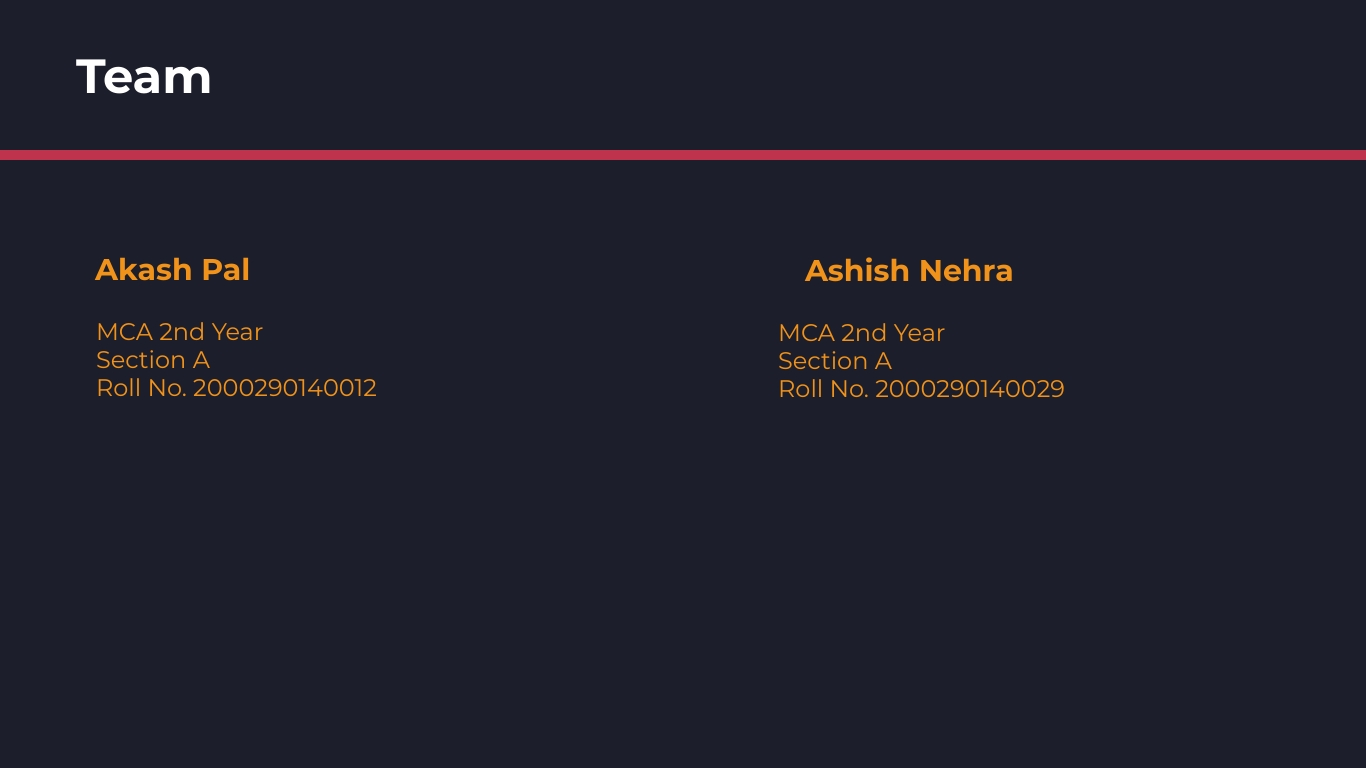 Team
Akash Pal
MCA 2nd Year
Section A
Roll No. 2000290140012
Ashish Nehra
MCA 2nd Year
Section A
Roll No. 2000290140029